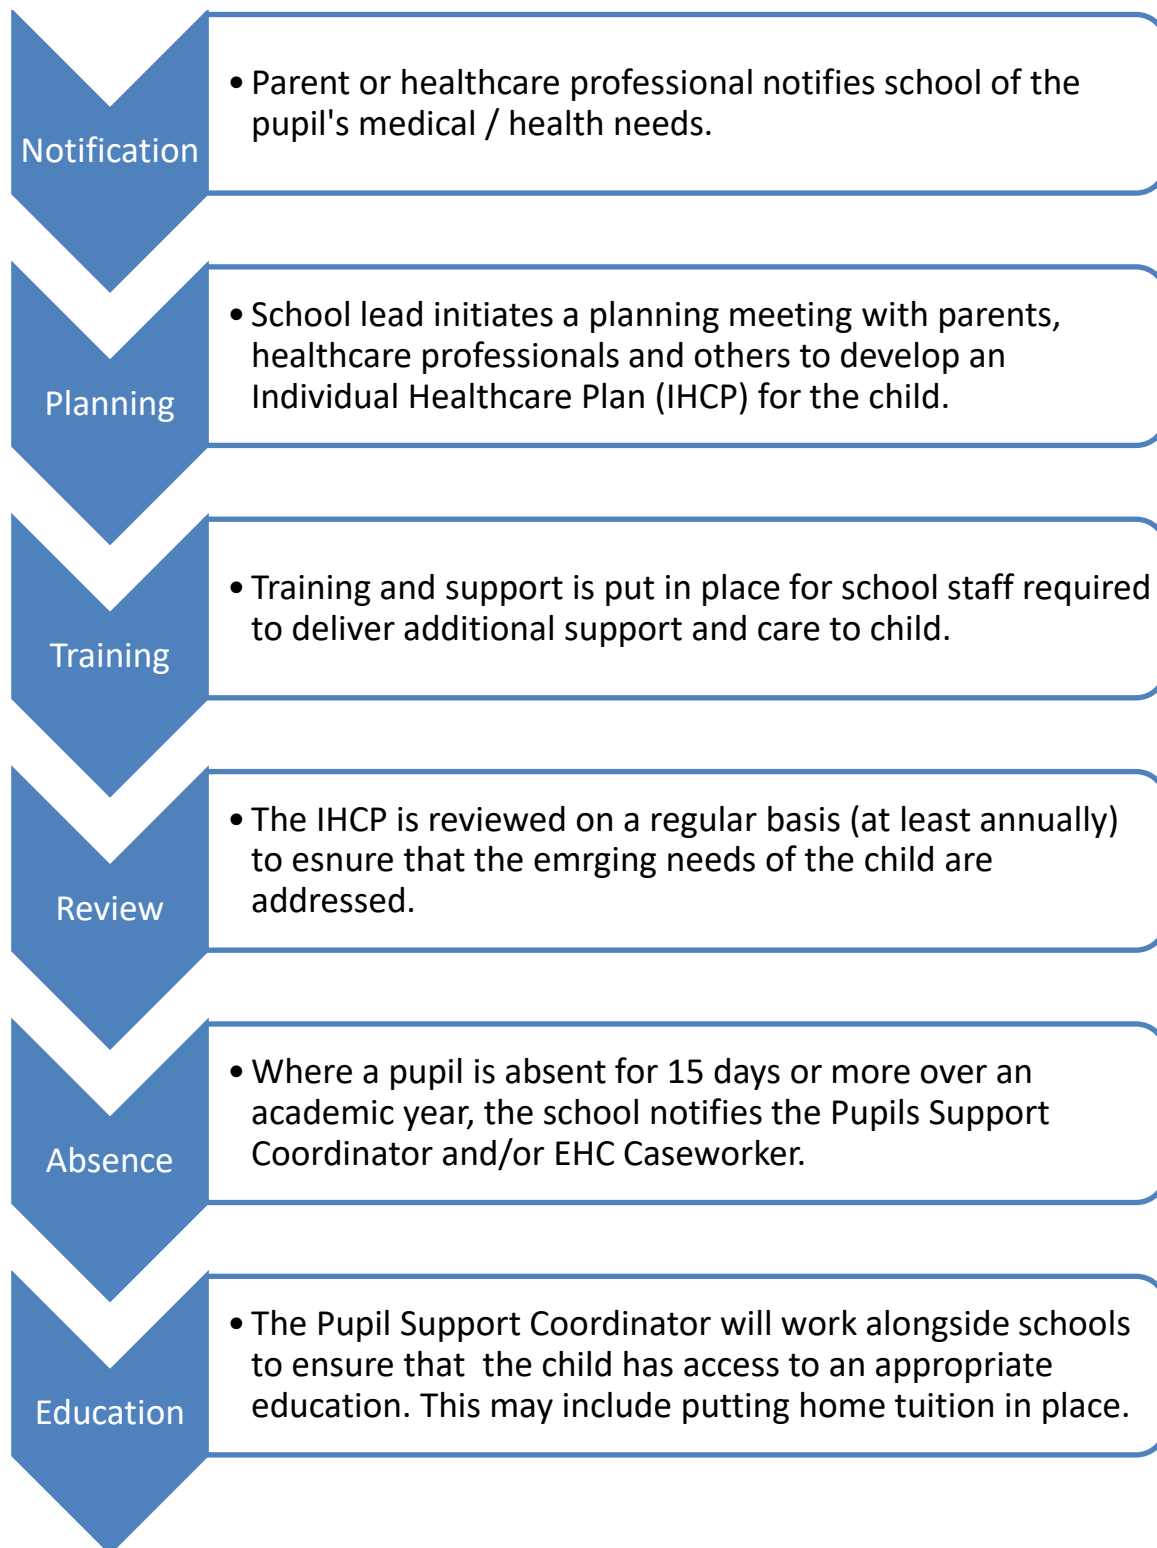 Notification
• Parent or healthcare professional notifies school of the
pupil's medical / health needs.
Planning
• School lead initiates a planning meeting with parents,
healthcare professionals and others to develop an
Individual Healthcare Plan (IHCP) for the child.
Training
• Training and support is put in place for school staff required
to deliver additional support and care to child.
Review
• The IHCP is reviewed on a regular basis (at least annually)
to esnure that the emrging needs of the child are
addressed.
Absence
• Where a pupil is absent for 15 days or more over an
academic year, the school notifies the Pupils Support
Coordinator and/or EHC Caseworker.
Education
• The Pupil Support Coordinator will work alongside schools
to ensure that  the child has access to an appropriate
education. This may include putting home tuition in place.